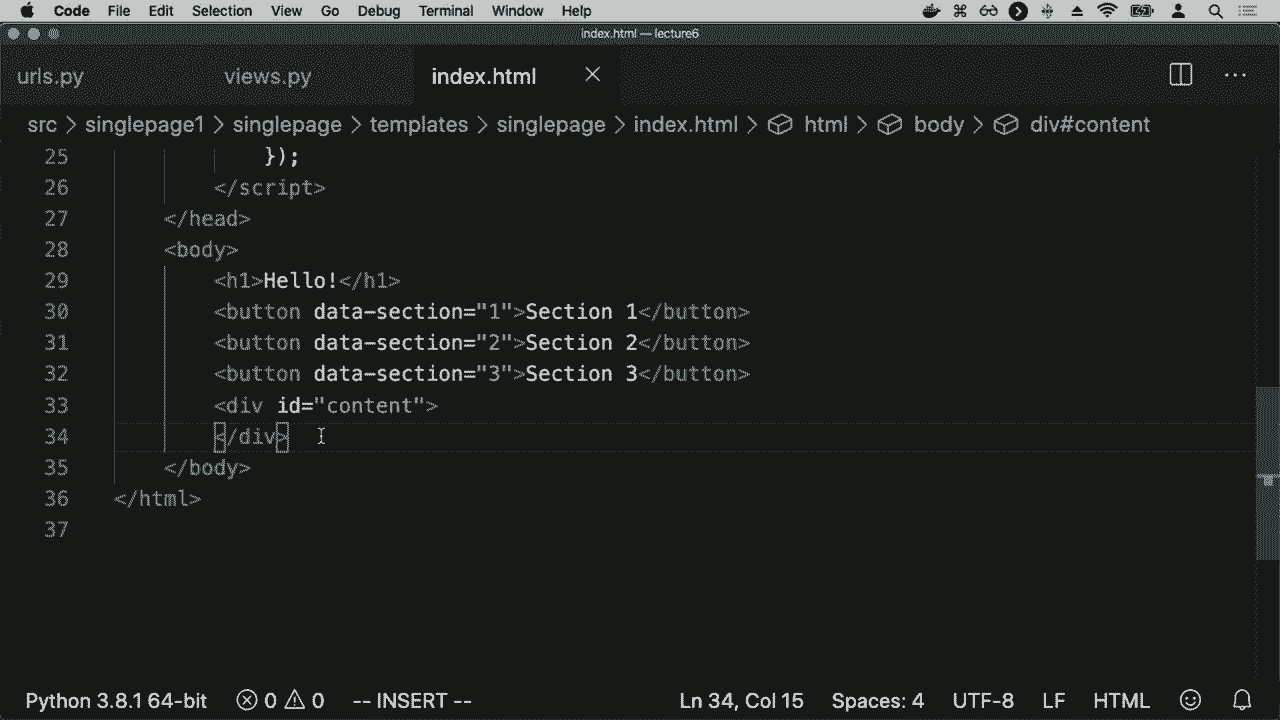 Code File Edit Selection View Go Debug Terminal Window Help
index.html — lecture6
urls.py views.py index.html
src > singlepage1 > singlepage > templates > singlepage > index.html > html > body > div#content
25 });
26 </script>
27 </head>
28 <body>
29 <h1>Hello!</h1>
30 <button data-section="1">Section 1</button>
31 <button data-section="2">Section 2</button>
32 <button data-section="3">Section 3</button>
33 <div id="content">
34 </div>
35 </body>
36 </html>
37
Python 3.8.1 64-bit 0 0 -- INSERT -- Ln 34, Col 15 Spaces: 4 UTF-8 LF HTML